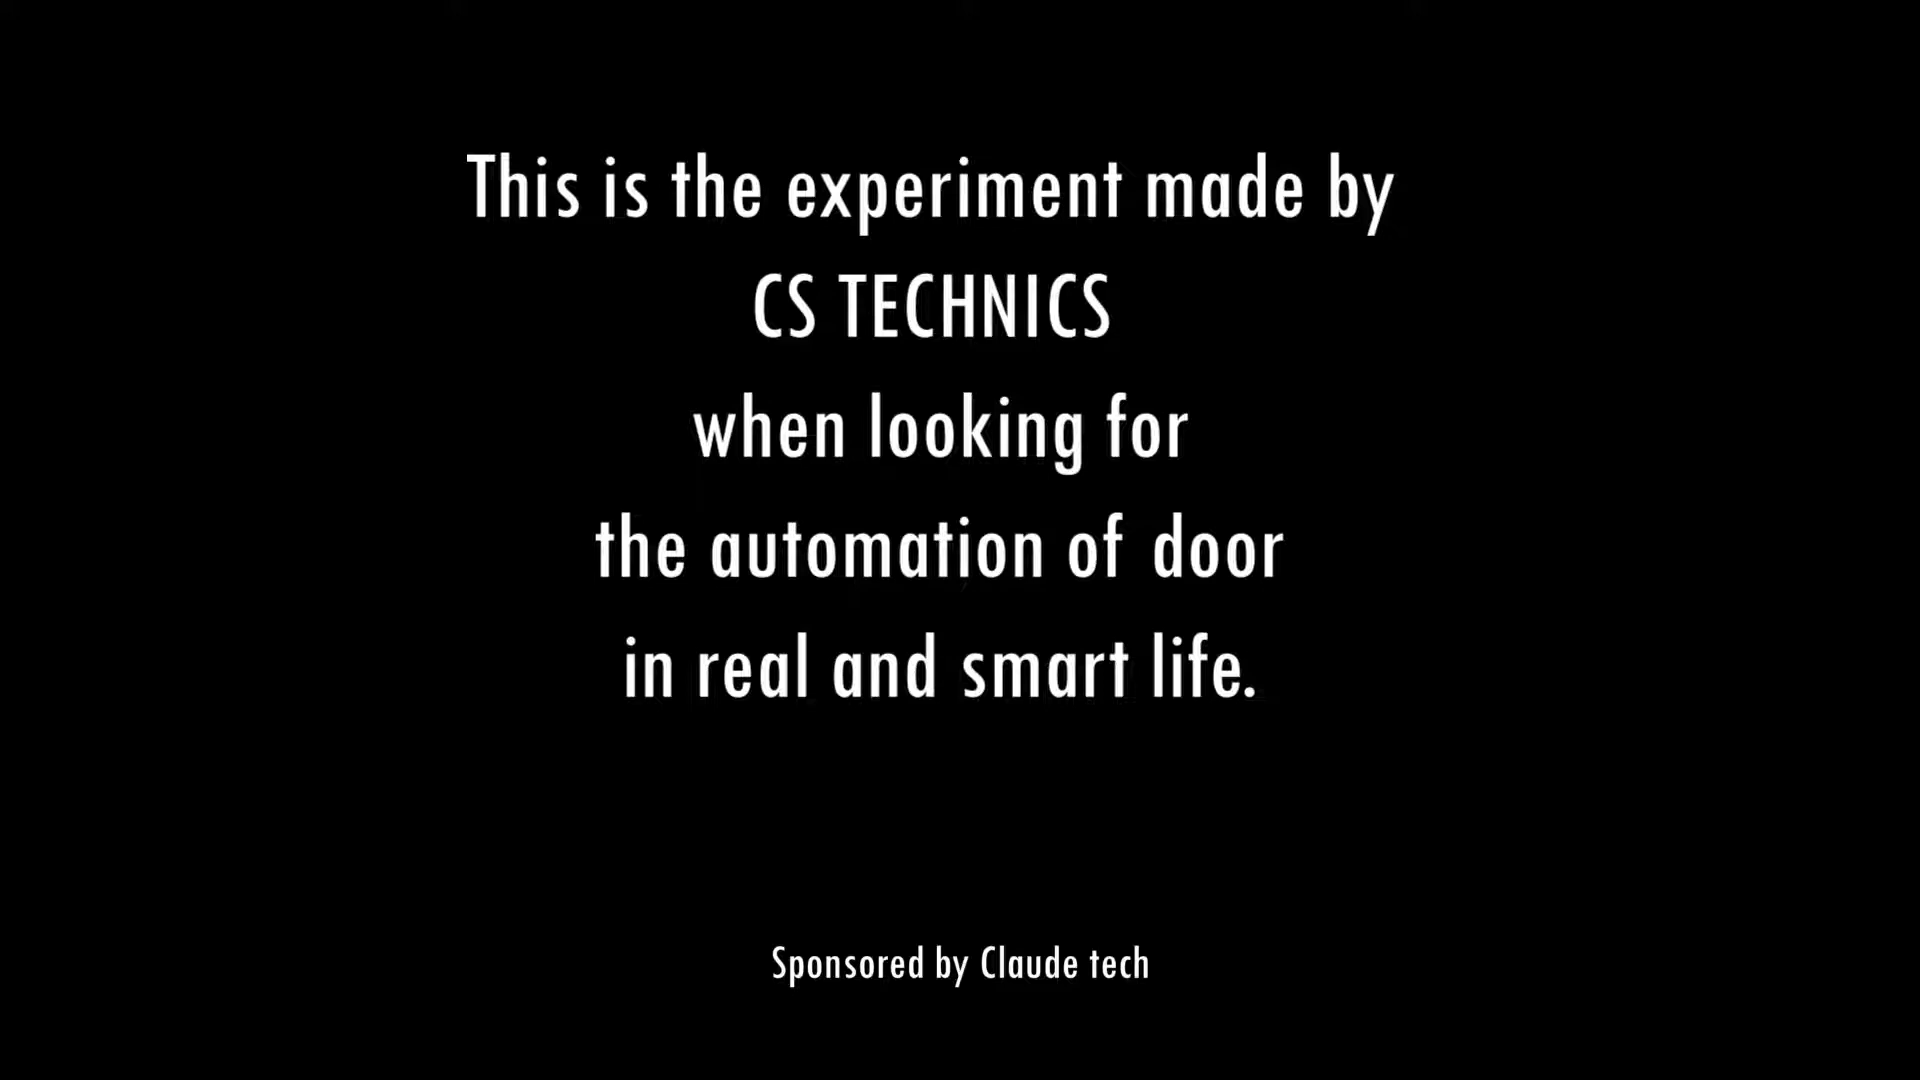 This is the experiment made by
CS TECHNICS
when looking for
the automation of door
in real and smart life.
Sponsored by Claude tech